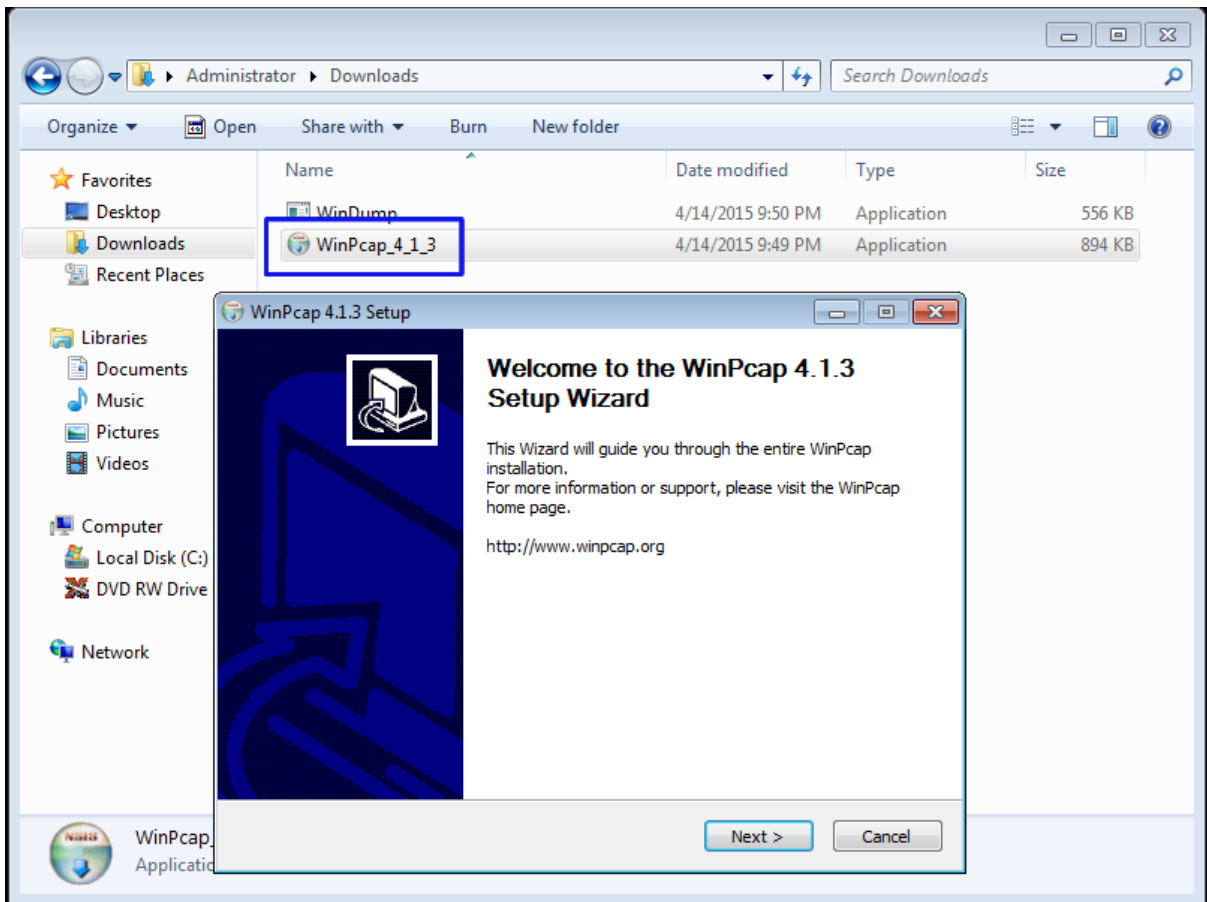 Administrator ▸ Downloads
Search Downloads
Organize
Open
Share with
Burn
New folder
Name
Date modified
Type
Size
Favorites
Desktop
Downloads
Recent Places
Libraries
Documents
Music
Pictures
Videos
Computer
Local Disk (C:)
DVD RW Drive
Network
WinDump 4/14/2015 9:50 PM Application 556 KB
WinPcap_4_1_3 4/14/2015 9:49 PM Application 894 KB
WinPcap 4.1.3 Setup
Welcome to the WinPcap 4.1.3
Setup Wizard
This Wizard will guide you through the entire WinPcap
installation.
For more information or support, please visit the WinPcap
home page.
http://www.winpcap.org
Next >
Cancel
NSIS
WinPcap_
Applicatio